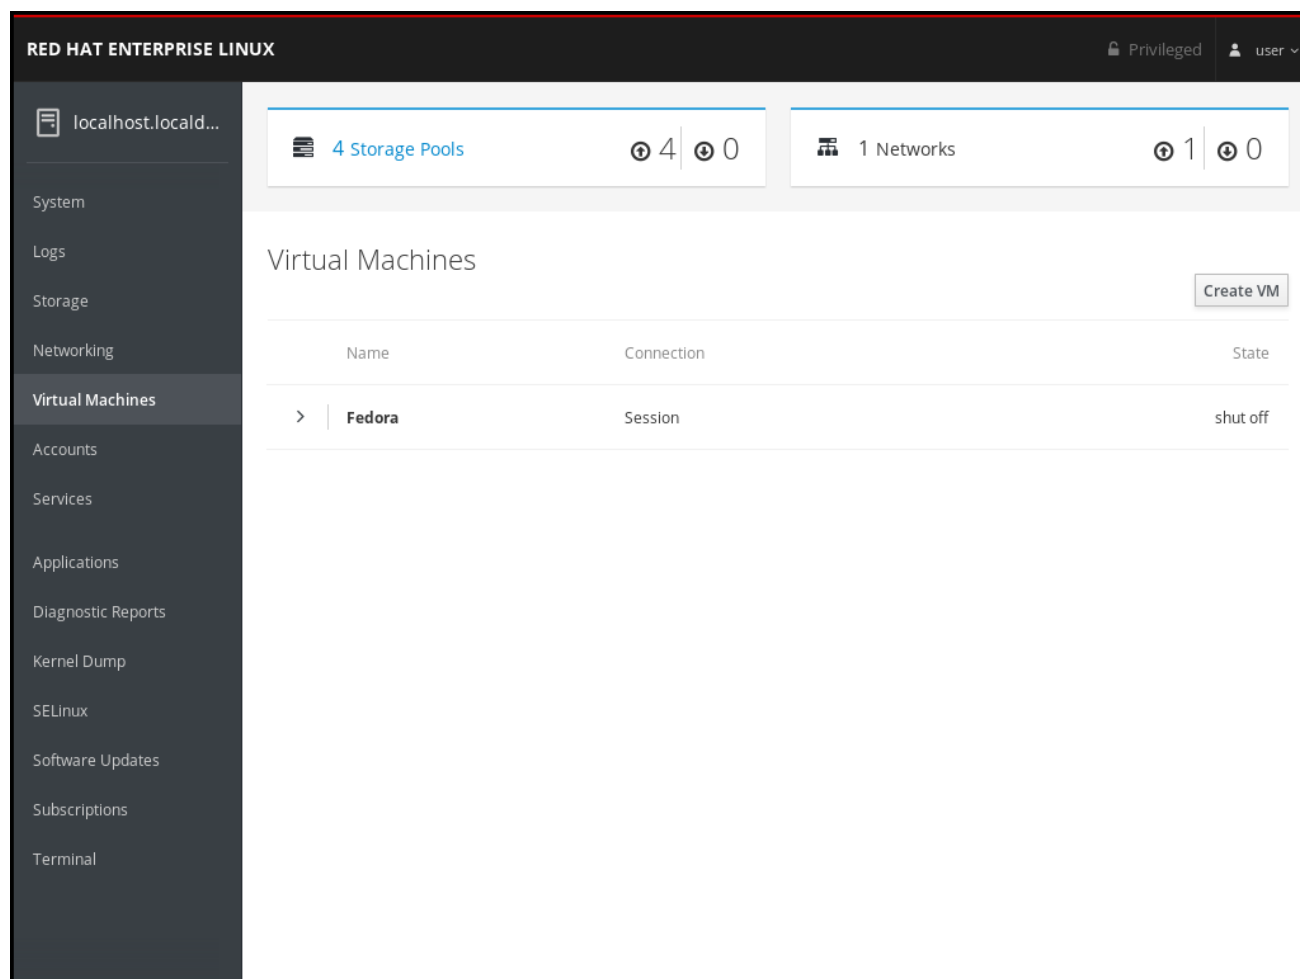 RED HAT ENTERPRISE LINUX
Privileged
user
localhost.locald...
4 Storage Pools
4
0
1 Networks
1
0
System
Logs
Storage
Networking
Virtual Machines
Accounts
Services
Applications
Diagnostic Reports
Kernel Dump
SELinux
Software Updates
Subscriptions
Terminal
Virtual Machines
Create VM
Name Connection State
Fedora Session shut off